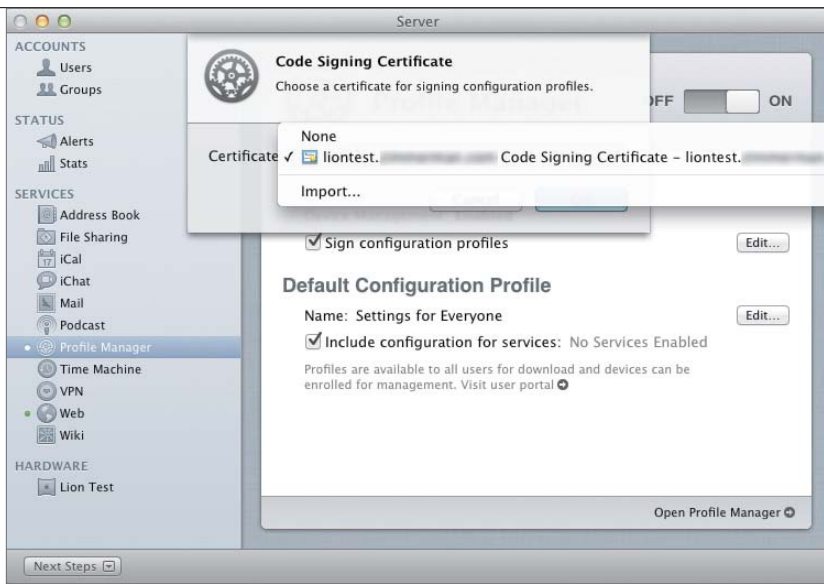 Server
ACCOUNTS
Users
Groups
STATUS
Alerts
Stats
SERVICES
Address Book
File Sharing
iCal
iChat
Mail
Podcast
Profile Manager
Time Machine
VPN
Web
Wiki
HARDWARE
Lion Test
Next Steps
Code Signing Certificate
Choose a certificate for signing configuration profiles.
OFF ON
Certificate
None
✓ liontest. Code Signing Certificate – liontest.
Import...
Sign configuration profiles Edit...
Default Configuration Profile
Name: Settings for Everyone Edit...
Include configuration for services: No Services Enabled
Profiles are available to all users for download and devices can be
enrolled for management. Visit user portal
Open Profile Manager